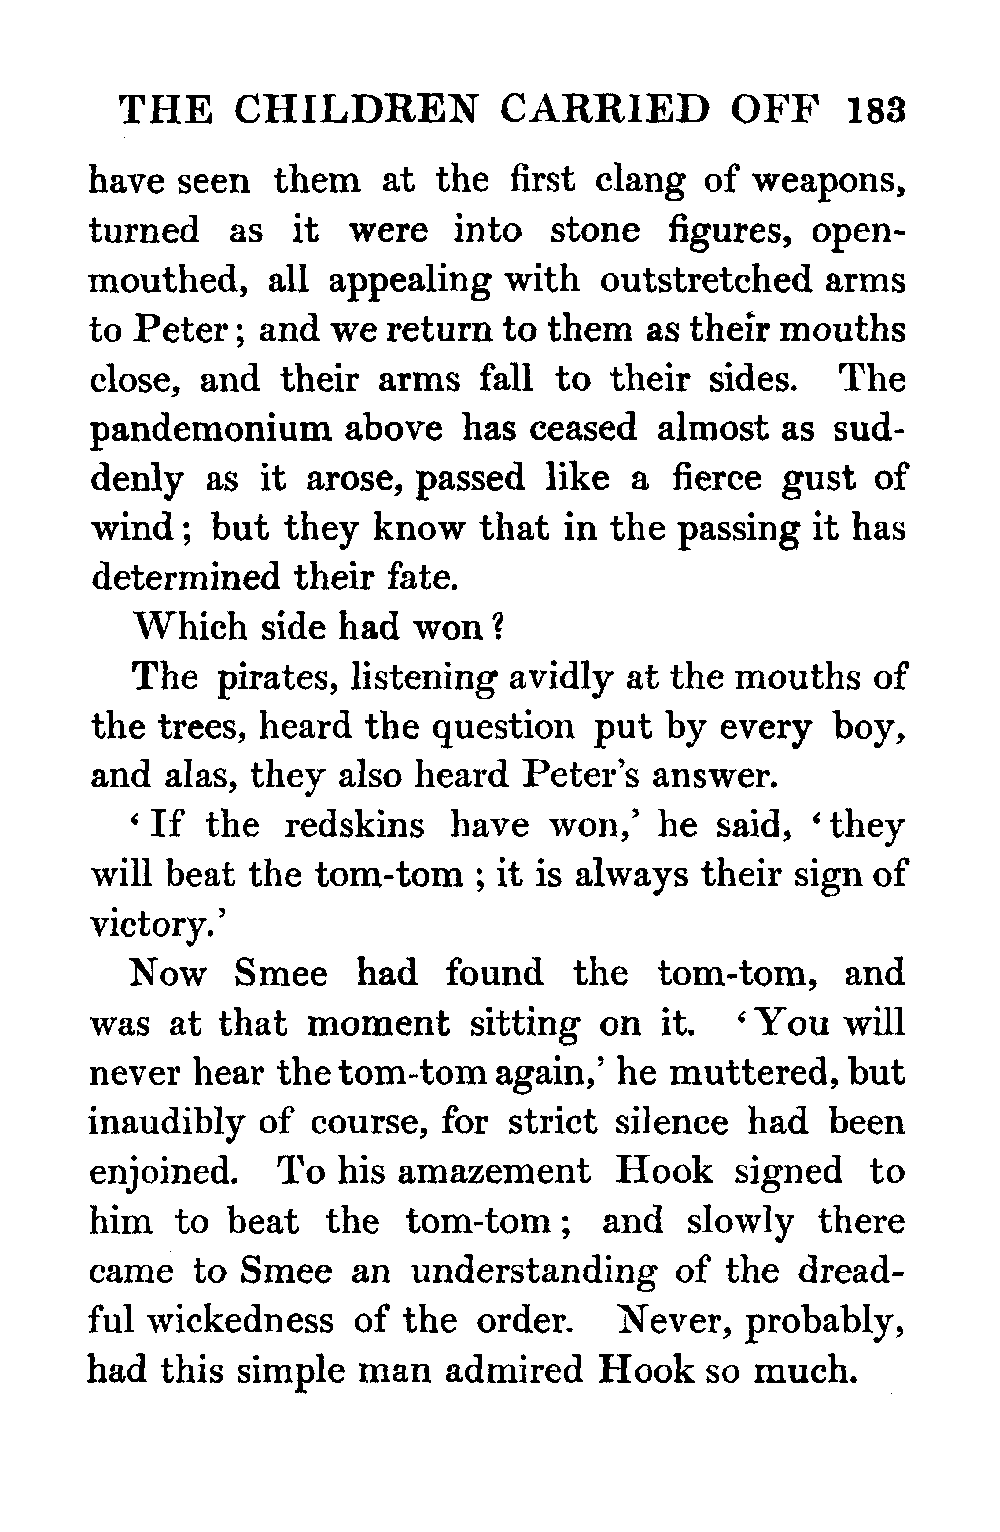 THE CHILDREN CARRIED OFF 183
have seen them at the first clang of weapons,
turned as it were into stone figures, open-
mouthed, all appealing with outstretched arms
to Peter; and we return to them as their mouths
close, and their arms fall to their sides. The
pandemonium above has ceased almost as sud-
denly as it arose, passed like a fierce gust of
wind; but they know that in the passing it has
determined their fate.
Which side had won?
The pirates, listening avidly at the mouths of
the trees, heard the question put by every boy,
and alas, they also heard Peter's answer.
‘If the redskins have won,’ he said, ‘they
will beat the tom-tom; it is always their sign of
victory.’
Now Smee had found the tom-tom, and
was at that moment sitting on it. ‘You will
never hear the tom-tom again,’ he muttered, but
inaudibly of course, for strict silence had been
enjoined. To his amazement Hook signed to
him to beat the tom-tom; and slowly there
came to Smee an understanding of the dread-
ful wickedness of the order. Never, probably,
had this simple man admired Hook so much.